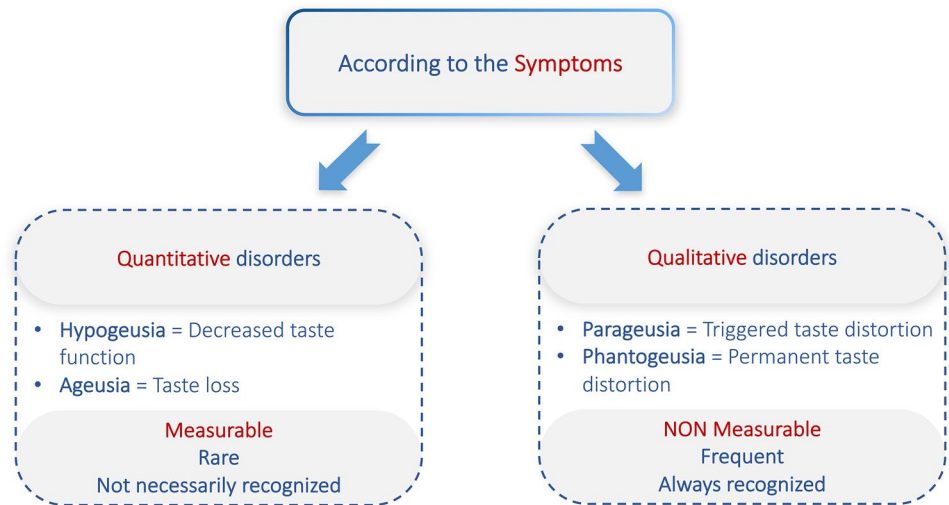 According to the Symptoms
Quantitative disorders
• Hypogeusia = Decreased taste
function
• Ageusia = Taste loss
Measurable
Rare
Not necessarily recognized
Qualitative disorders
• Parageusia = Triggered taste distortion
• Phantogeusia = Permanent taste
distortion
NON Measurable
Frequent
Always recognized